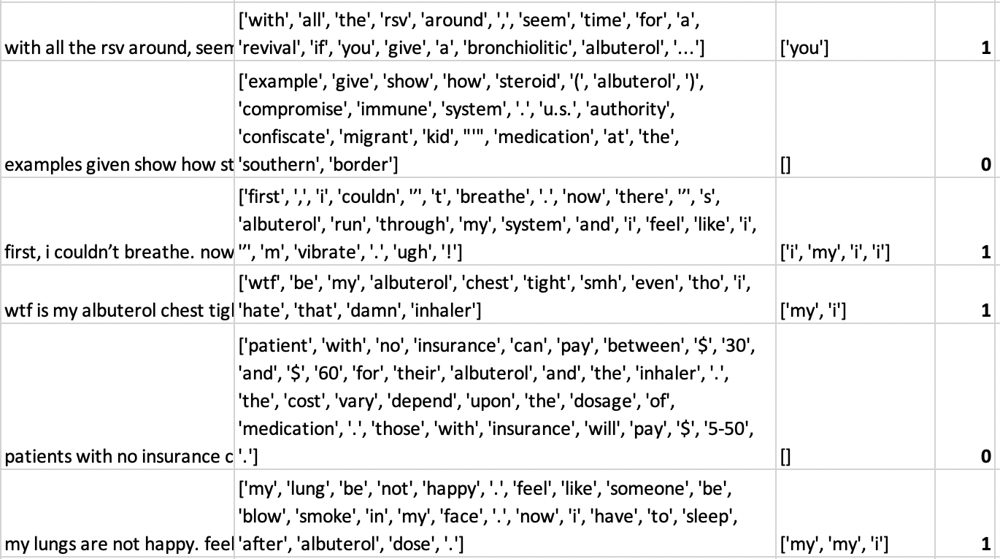 ['with', 'all', 'the', 'rsv', 'around', ',', 'seem', 'time', 'for', 'a',
with all the rsv around, seem 'revival', 'if', 'you', 'give', 'a', 'bronchiolitic', 'albuterol', '...'] ['you'] 1
['example', 'give', 'show', 'how', 'steroid', '(', 'albuterol', ')',
'compromise', 'immune', 'system', '.', 'u.s.', 'authority',
'confiscate', 'migrant', 'kid', "'", 'medication', 'at', 'the',
examples given show how st 'southern', 'border'] [] 0
['first', ',', 'i', 'couldn', '’', 't', 'breathe', '.', 'now', 'there', '’', 's',
'albuterol', 'run', 'through', 'my', 'system', 'and', 'i', 'feel', 'like', 'i',
first, i couldn’t breathe. now '’', 'm', 'vibrate', '.', 'ugh', '!'] ['i', 'my', 'i', 'i'] 1
['wtf', 'be', 'my', 'albuterol', 'chest', 'tight', 'smh', 'even', 'tho', 'i',
wtf is my albuterol chest tigl 'hate', 'that', 'damn', 'inhaler'] ['my', 'i'] 1
['patient', 'with', 'no', 'insurance', 'can', 'pay', 'between', '$', '30',
'and', '$', '60', 'for', 'their', 'albuterol', 'and', 'the', 'inhaler', '.',
'the', 'cost', 'vary', 'depend', 'upon', 'the', 'dosage', 'of',
'medication', '.', 'those', 'with', 'insurance', 'will', 'pay', '$', '5-50',
patients with no insurance c '.'] [] 0
['my', 'lung', 'be', 'not', 'happy', '.', 'feel', 'like', 'someone', 'be',
'blow', 'smoke', 'in', 'my', 'face', '.', 'now', 'i', 'have', 'to', 'sleep',
my lungs are not happy. feel 'after', 'albuterol', 'dose', '.'] ['my', 'my', 'i'] 1